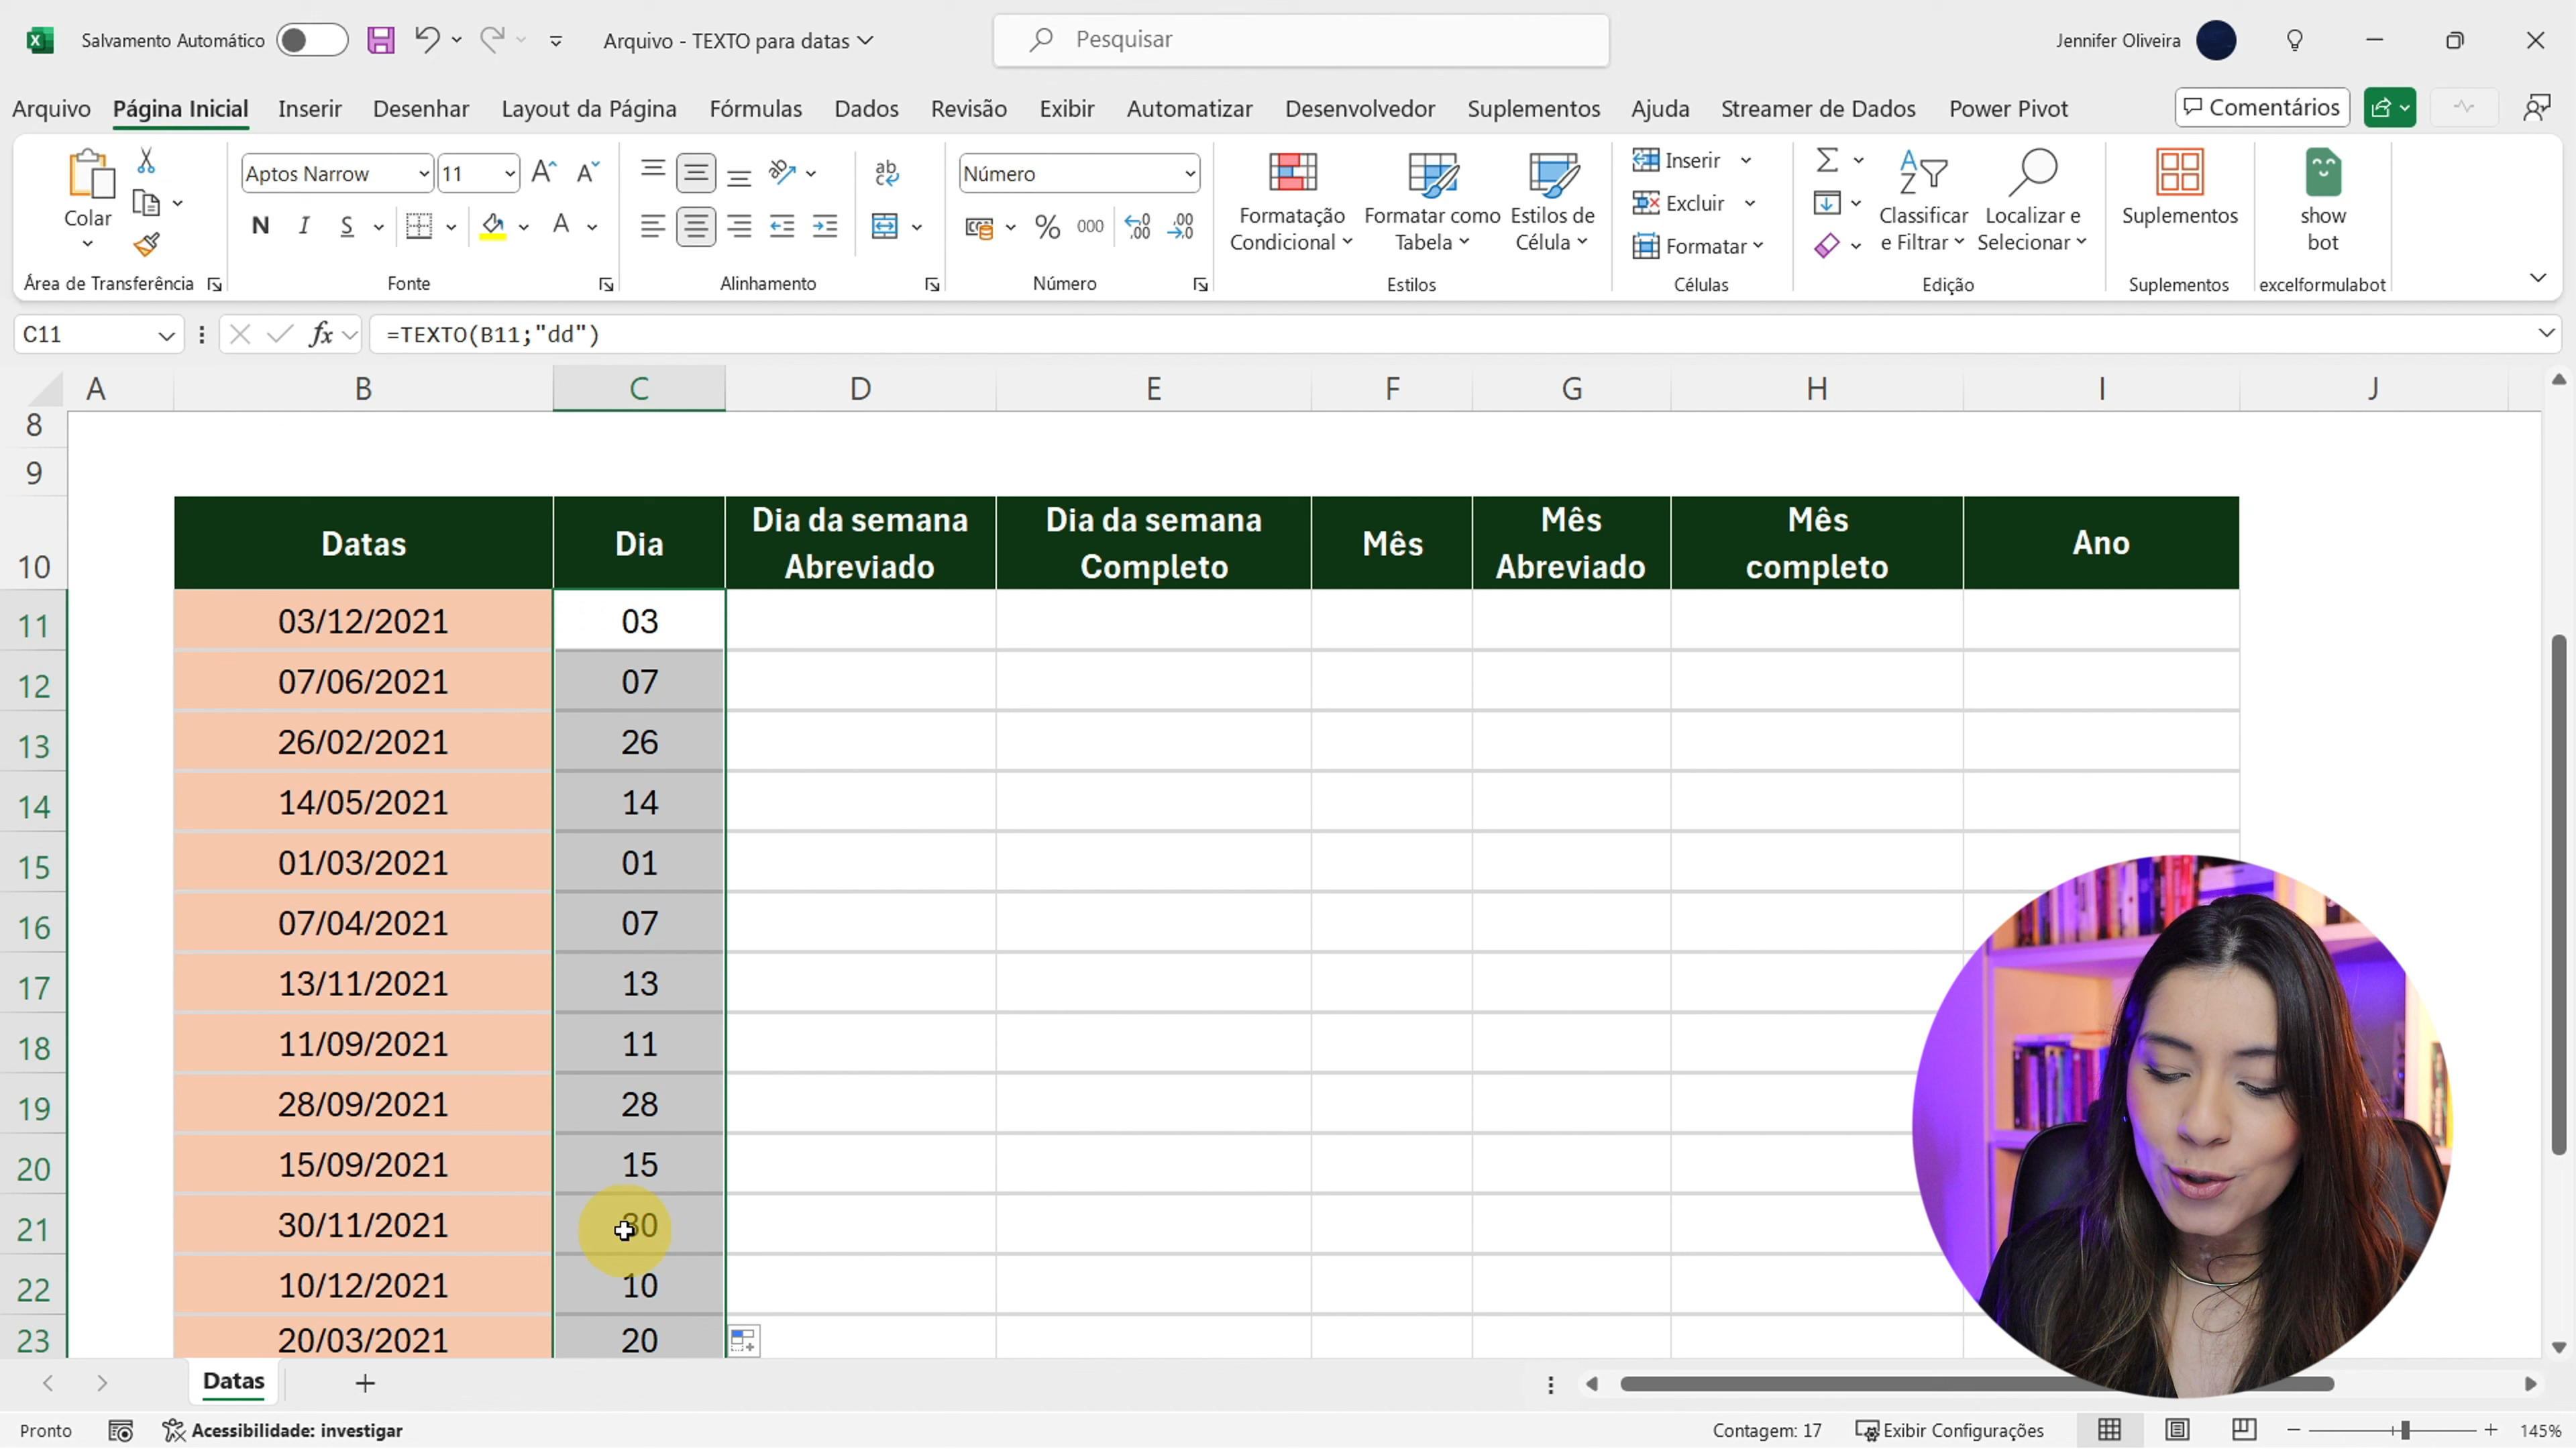 Salvamento Automático
Arquivo - TEXTO para datas
Pesquisar
Jennifer Oliveira
Arquivo Página Inicial Inserir Desenhar Layout da Página Fórmulas Dados Revisão Exibir Automatizar Desenvolvedor Suplementos Ajuda Streamer de Dados Power Pivot Comentários
Colar
Área de Transferência
Aptos Narrow 11
N I S
Fonte
Alinhamento
Número
% 000
Número
Formatação Condicional
Formatar como Tabela
Estilos de Célula
Estilos
Inserir
Excluir
Formatar
Células
Classificar e Filtrar
Localizar e Selecionar
Edição
Suplementos
Suplementos
show bot
excelformulabot
C11 fx =TEXTO(B11;"dd")
A B C D E F G H I J
8
9
10 Datas Dia Dia da semana Abreviado Dia da semana Completo Mês Mês Abreviado Mês completo Ano
11 03/12/2021 03
12 07/06/2021 07
13 26/02/2021 26
14 14/05/2021 14
15 01/03/2021 01
16 07/04/2021 07
17 13/11/2021 13
18 11/09/2021 11
19 28/09/2021 28
20 15/09/2021 15
21 30/11/2021 30
22 10/12/2021 10
23 20/03/2021 20
Datas
Pronto Acessibilidade: investigar Contagem: 17 Exibir Configurações 145%